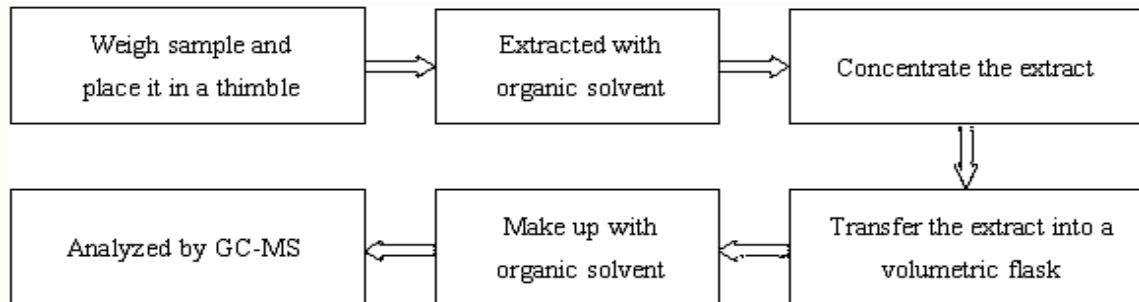 Weigh sample and
place it in a thimble
Extracted with
organic solvent
Concentrate the extract
Transfer the extract into a
volumetric flask
Make up with
organic solvent
Analyzed by GC-MS